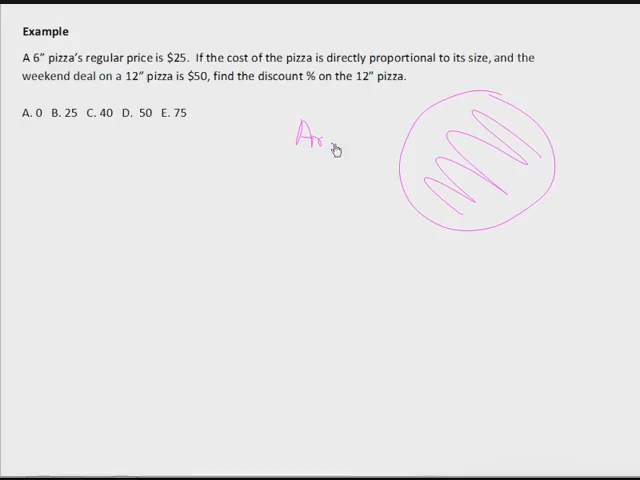 Example
A 6” pizza’s regular price is $25.  If the cost of the pizza is directly proportional to its size, and the
weekend deal on a 12” pizza is $50, find the discount % on the 12” pizza.
A. 0  B. 25  C. 40  D.  50  E. 75
Ar